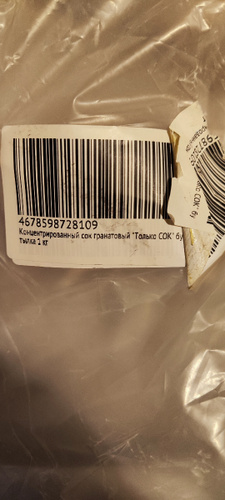 4678598728109
Концентрированный сок гранатовый "Только СОК" бу
тылка 1 кг